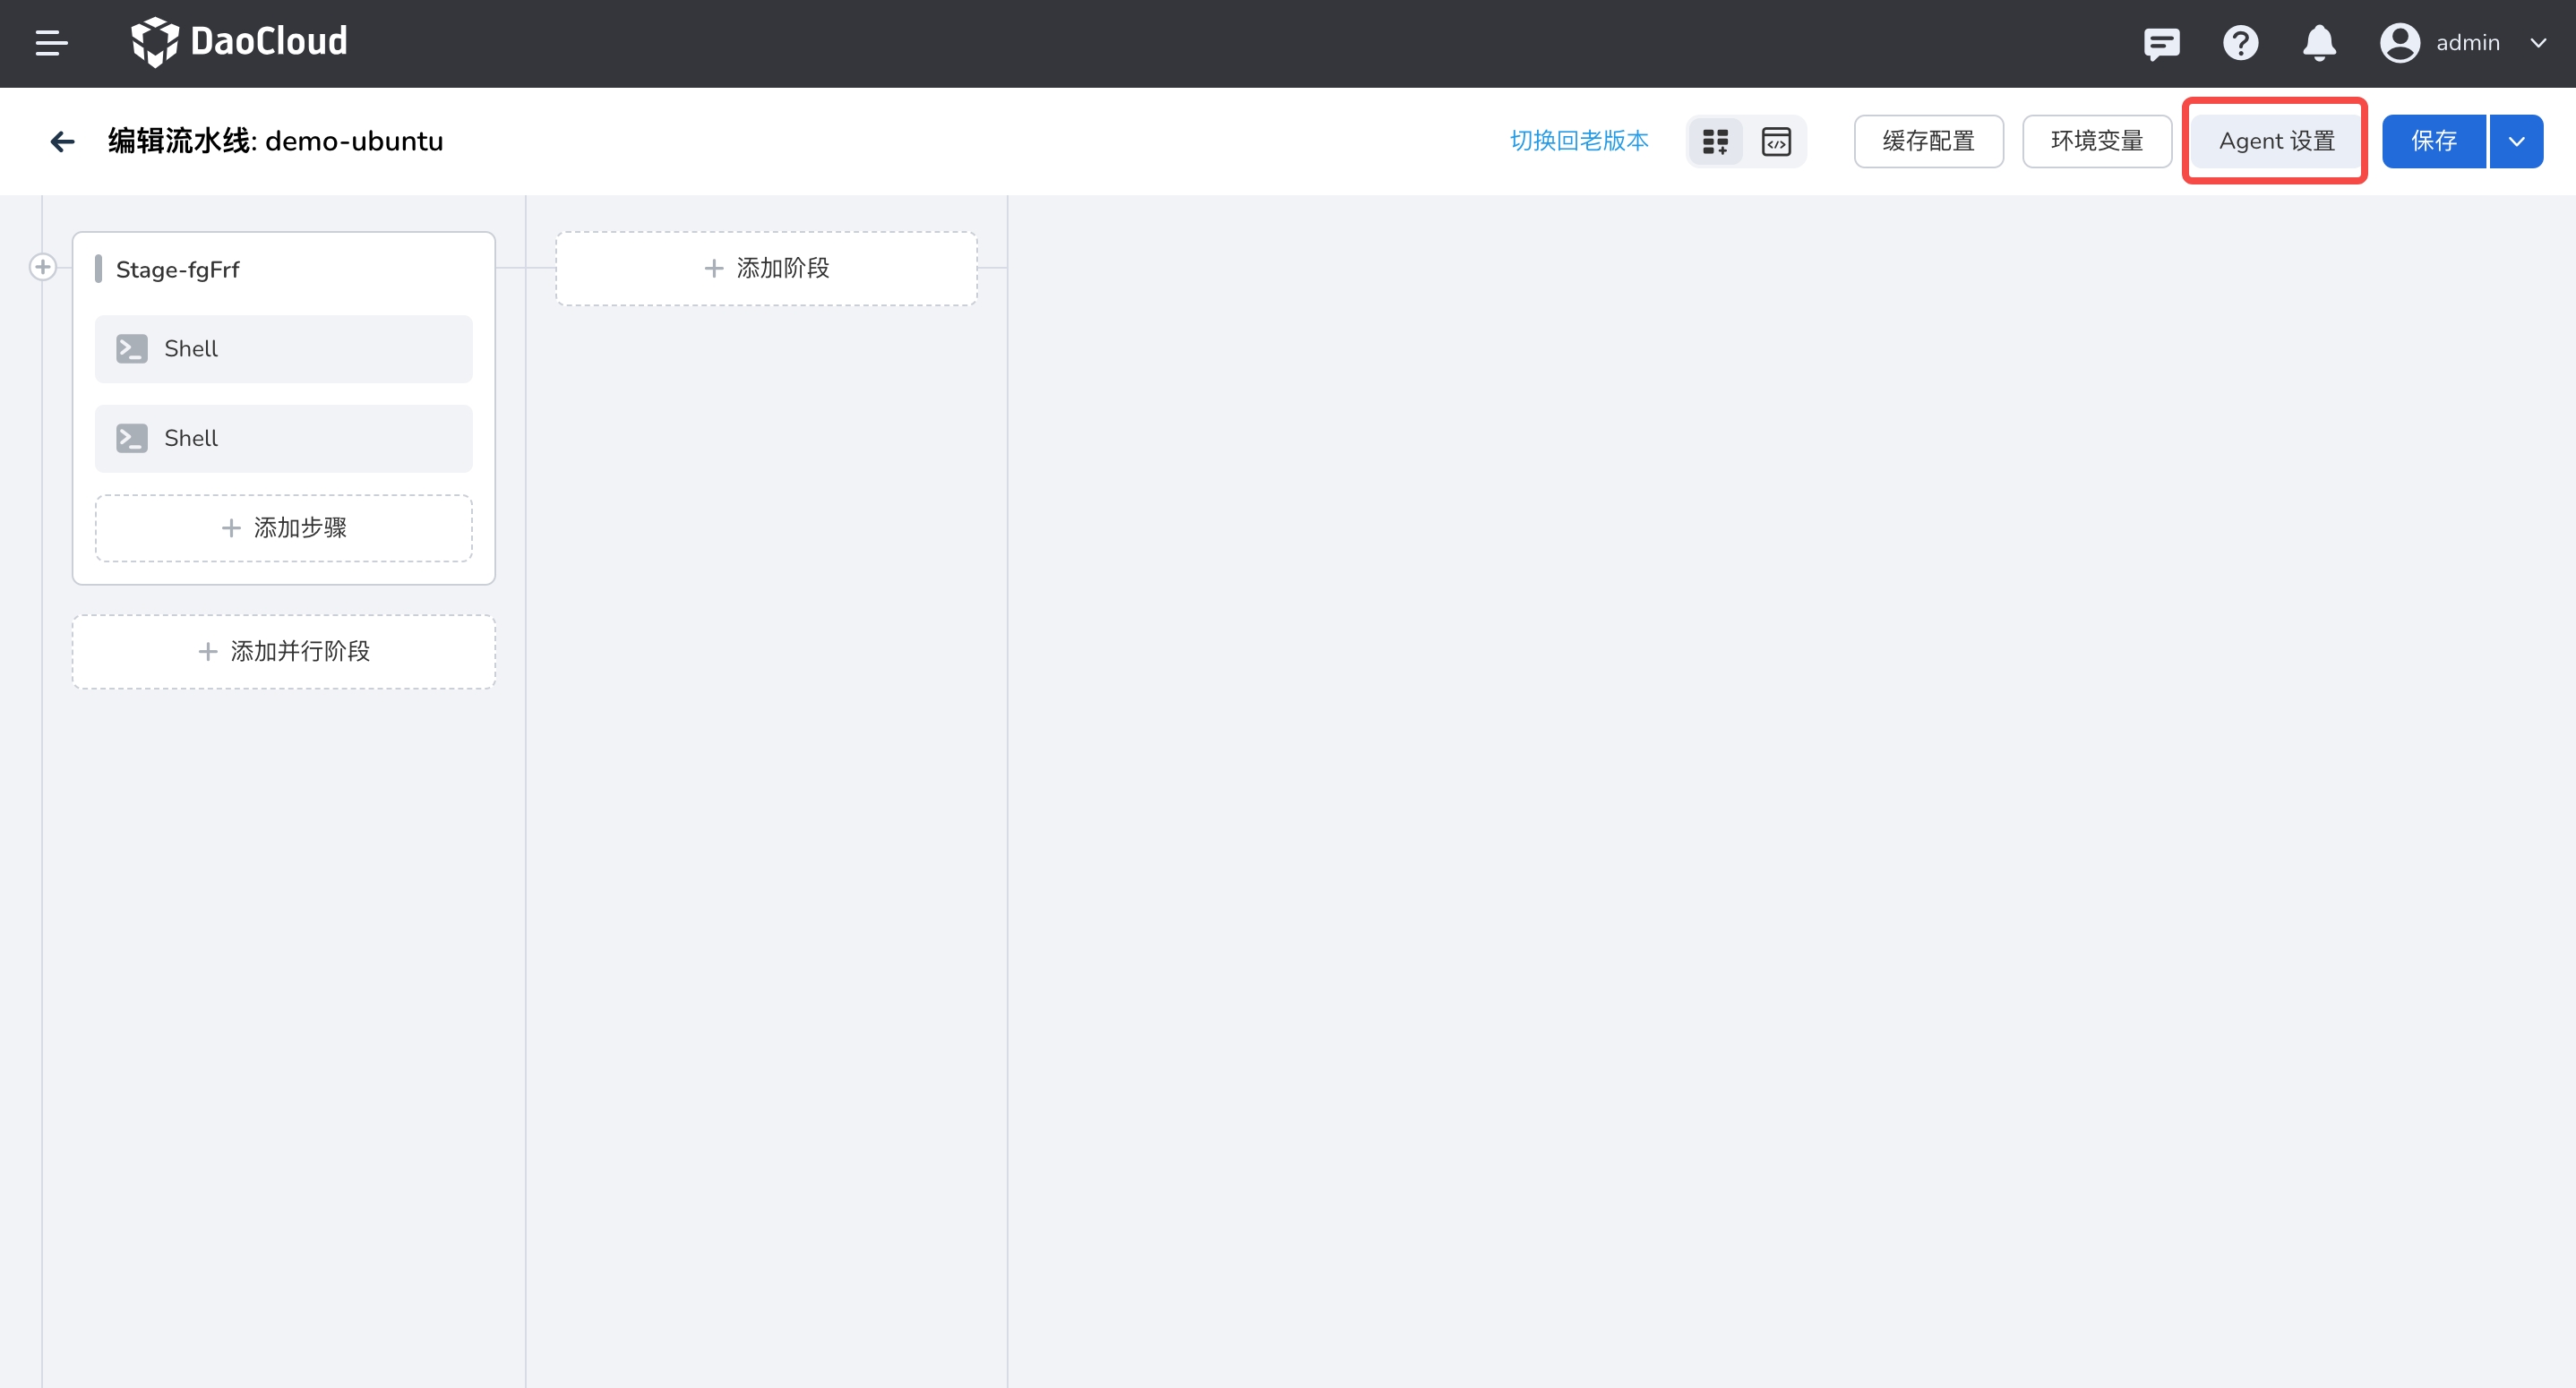 DaoCloud
admin
编辑流水线: demo-ubuntu
切换回老版本
缓存配置
环境变量
Agent 设置
保存
Stage-fgFrf
添加阶段
Shell
Shell
添加步骤
添加并行阶段